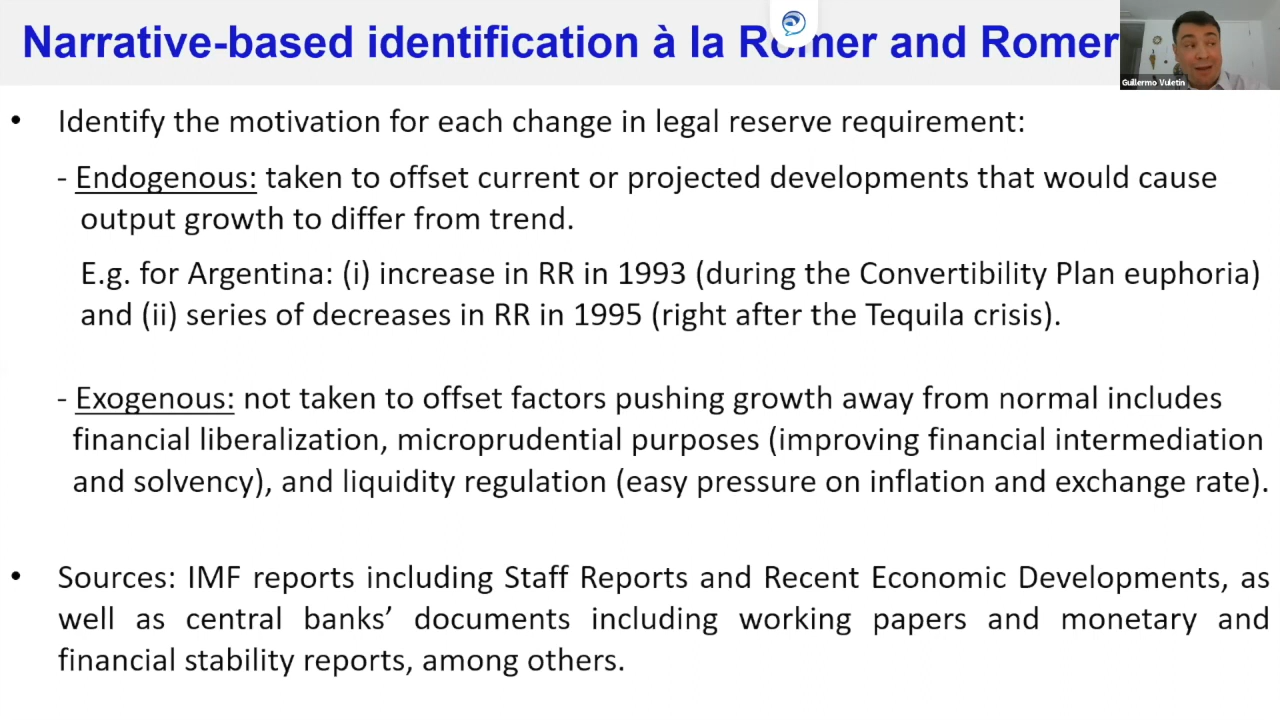 Narrative-based identification à la Romer and Romer
Guillermo Vuletin
• Identify the motivation for each change in legal reserve requirement:
- Endogenous: taken to offset current or projected developments that would cause
output growth to differ from trend.
E.g. for Argentina: (i) increase in RR in 1993 (during the Convertibility Plan euphoria)
and (ii) series of decreases in RR in 1995 (right after the Tequila crisis).
- Exogenous: not taken to offset factors pushing growth away from normal includes
financial liberalization, microprudential purposes (improving financial intermediation
and solvency), and liquidity regulation (easy pressure on inflation and exchange rate).
• Sources: IMF reports including Staff Reports and Recent Economic Developments, as
well as central banks’ documents including working papers and monetary and
financial stability reports, among others.